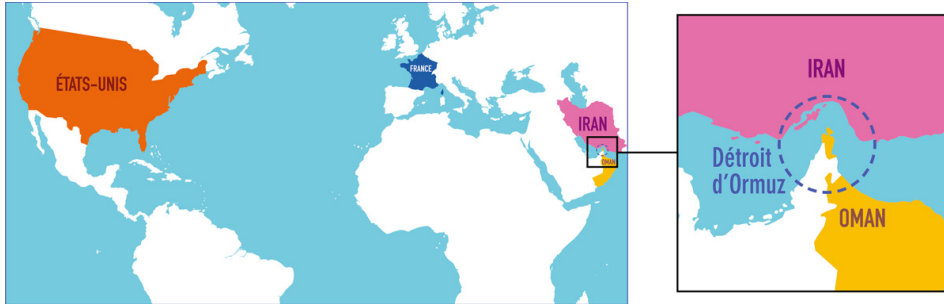 ÉTATS-UNIS
FRANCE
IRAN
OMAN
IRAN
Détroit
d'Ormuz
OMAN